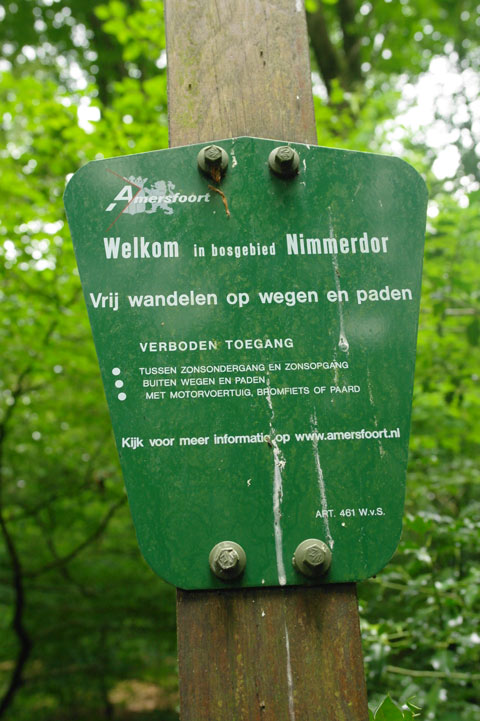 Amersfoort
Welkom in bosgebied Nimmerdor
Vrij wandelen op wegen en paden
VERBODEN TOEGANG
● TUSSEN ZONSONDERGANG EN ZONSOPGANG
● BUITEN WEGEN EN PADEN
● MET MOTORVOERTUIG, BROMFIETS OF PAARD
Kijk voor meer informatie op www.amersfoort.nl
ART. 461 W.v.S.